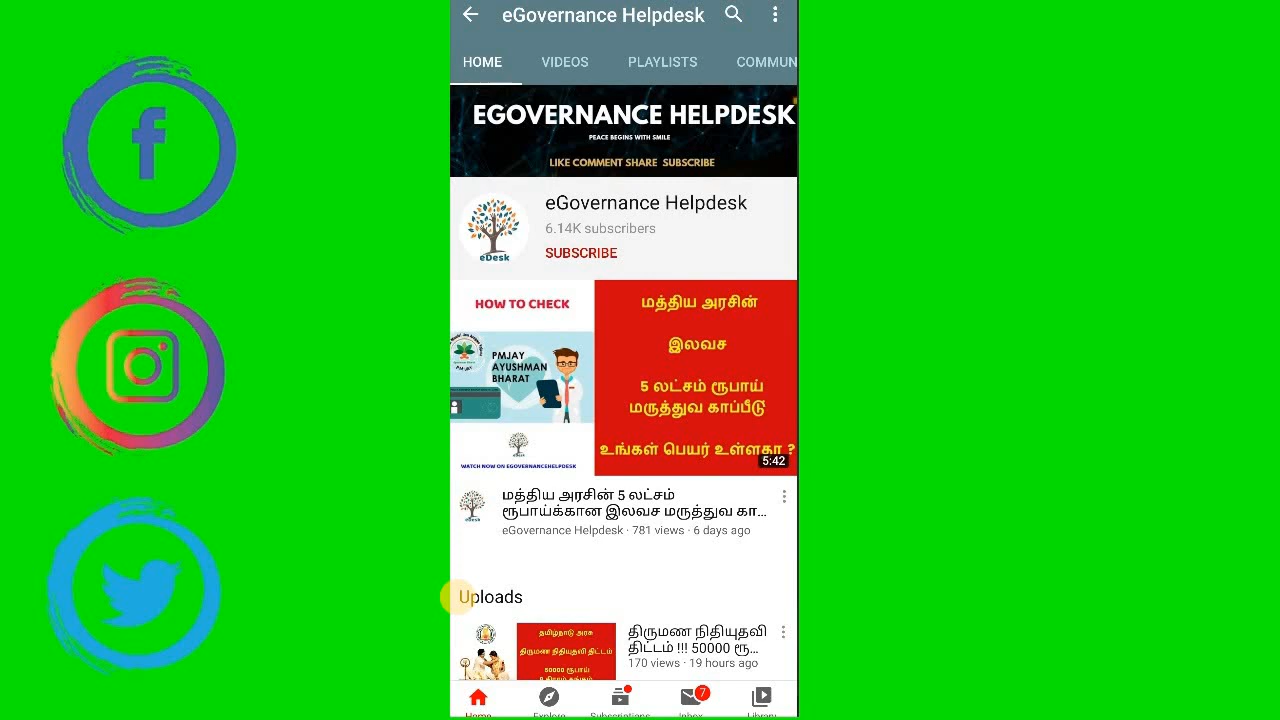 eGovernance Helpdesk
HOME VIDEOS PLAYLISTS COMMUN
EGOVERNANCE HELPDESK
PEACE BEGINS WITH SMILE
LIKE COMMENT SHARE SUBSCRIBE
eGovernance Helpdesk
6.14K subscribers
SUBSCRIBE
eDesk
HOW TO CHECK
PMJAY
AYUSHMAN
BHARAT
WATCH NOW ON EGOVERNANCEHELPDESK
மத்திய அரசின்
இலவச
5 லட்சம் ரூபாய்
மருத்துவ காப்பீடு
உங்கள் பெயர் உள்ளதா ?
5:42
மத்திய அரசின் 5 லட்சம்
ரூபாய்க்கான இலவச மருத்துவ கா...
eGovernance Helpdesk · 781 views · 6 days ago
eDesk
Uploads
தமிழ்நாடு அரசு
திருமண நிதியுதவி திட்டம்
50000 ரூபாய்
திருமண நிதியுதவி
திட்டம் !!! 50000 ரூ...
170 views · 19 hours ago
7
Home Explore Subscriptions Inbox Library